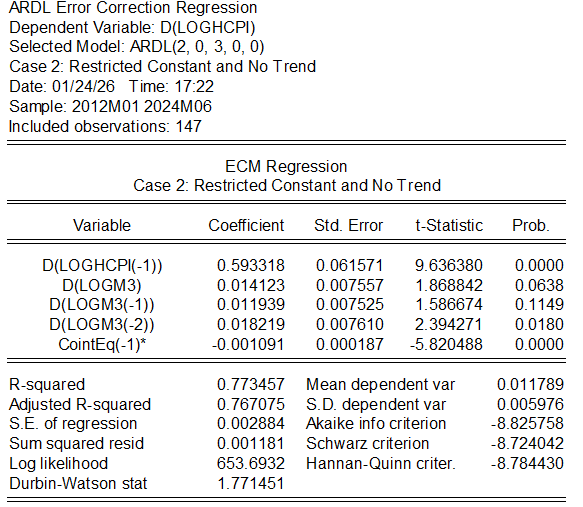 ARDL Error Correction Regression
Dependent Variable: D(LOGHCPI)
Selected Model: ARDL(2, 0, 3, 0, 0)
Case 2: Restricted Constant and No Trend
Date: 01/24/26 Time: 17:22
Sample: 2012M01 2024M06
Included observations: 147
ECM Regression
Case 2: Restricted Constant and No Trend
Variable Coefficient Std. Error t-Statistic Prob.
D(LOGHCPI(-1)) 0.593318 0.061571 9.636380 0.0000
D(LOGM3) 0.014123 0.007557 1.868842 0.0638
D(LOGM3(-1)) 0.011939 0.007525 1.586674 0.1149
D(LOGM3(-2)) 0.018219 0.007610 2.394271 0.0180
CointEq(-1)* -0.001091 0.000187 -5.820488 0.0000
R-squared 0.773457 Mean dependent var 0.011789
Adjusted R-squared 0.767075 S.D. dependent var 0.005976
S.E. of regression 0.002884 Akaike info criterion -8.825758
Sum squared resid 0.001181 Schwarz criterion -8.724042
Log likelihood 653.6932 Hannan-Quinn criter. -8.784430
Durbin-Watson stat 1.771451